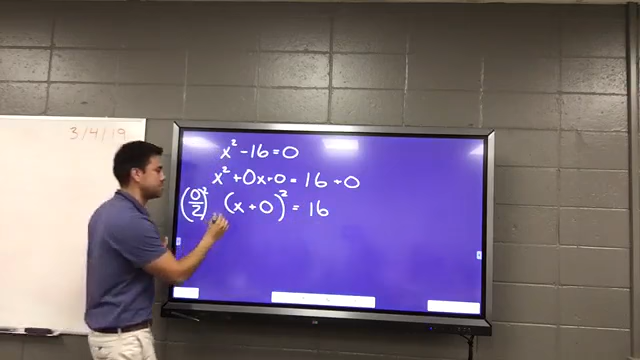 3/4/19
x² - 16 = 0
x² + 0x + 0 = 16 + 0
(0/2)² (x + 0)² = 16